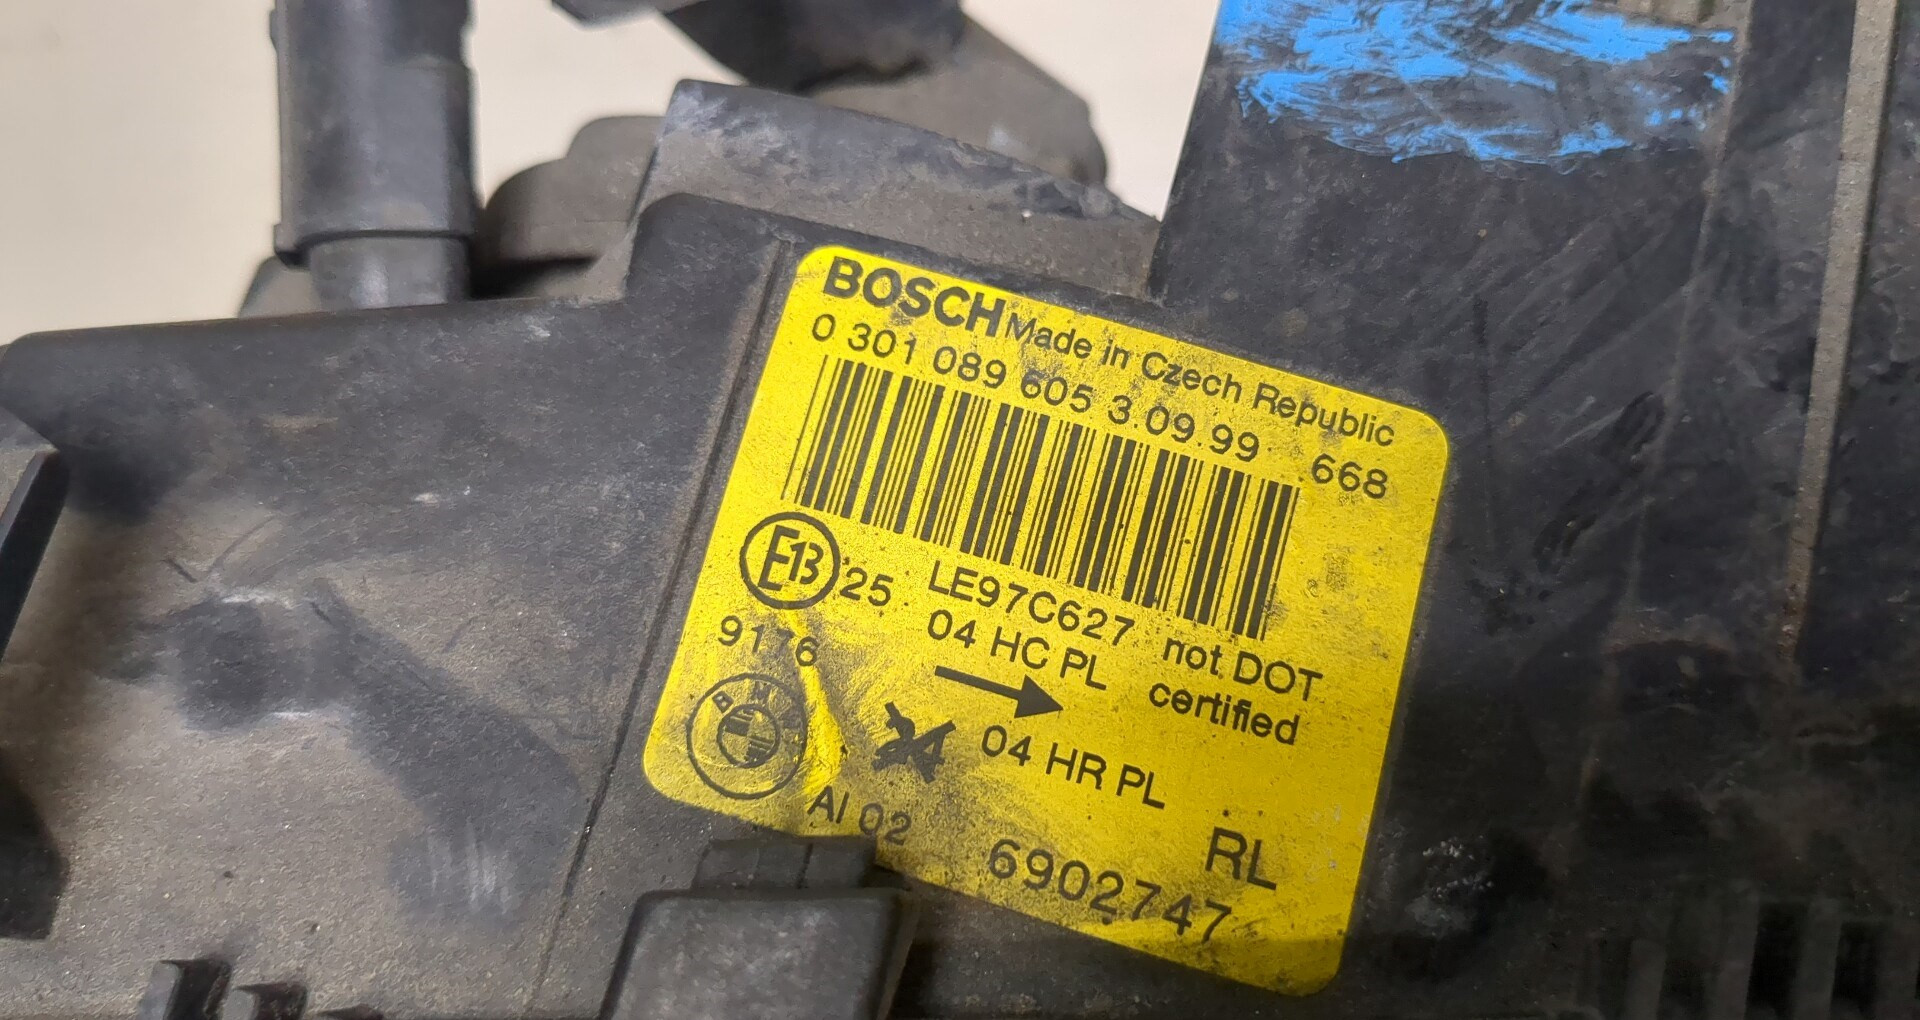 BOSCH Made in Czech Republic
0 301 089 605 3.09.99 668
E13 25 LE97C627 not DOT
9176 04 HC PL certified
BMW
04 HR PL
AI 02 RL
6902747